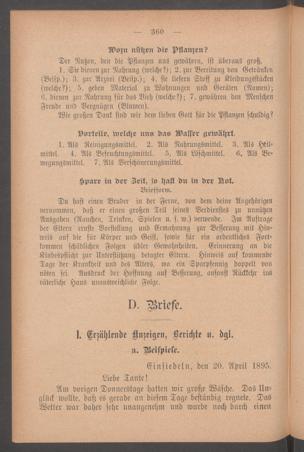 — 360 —
Wozu nützen die Pflanzen?
Der Nutzen, den die Pflanzen uns gewähren, ist überaus groß.
1. Sie dienen zur Nahrung (welche?); 2. zur Bereitung von Getränken
(Beisp.); 3. zur Arznei (Beisp.); 4. sie liefern Stoff zu Kleidungsstücken
(welche?); 5. geben Material zu Wohnungen und Geräten (Namen);
6. dienen zur Nahrung für das Vieh (welche?); 7. gewähren den Menschen
Freude und Vergnügen (Blumen).
Wie großen Dank sind wir dem lieben Gott für die Pflanzen schuldig?
Vorteile, welche uns das Wasser gewährt.
1. Als Reinigungsmittel. 2. Als Nahrungsmittel. 3. Als Heil-
mittel. 4. Als Befeuchtungsmittel. 5. Als Löschmittel. 6. Als Be-
wegungsmittel. 7. Als Verschönerungsmittel.
Spare in der Zeit, so hast du in der Not.
Briefform.
Du hast einen Bruder in der Ferne, von dem deine Angehörigen
vernommen, daß er einen großen Teil seines Verdienstes zu unnützen
Ausgaben (Rauchen, Trinken, Spielen u. s. w.) verwende. Im Auftrage
der Eltern ernste Vorstellung und Ermahnung zur Besserung mit Hin-
weis auf die für Körper und Geist, sowie für ein ordentliches Fort-
kommen schädlichen Folgen übler Gewohnheiten. Erinnerung an die
Kindespflicht zur Unterstützung betagter Eltern. Hinweis auf kommende
Tage der Krankheit und des Alters, wo ein Sparpfennig doppelt von
nöten sei. Ausdruck der Hoffnung auf Besserung, ansonst Rückkehr ins
väterliche Haus unausweichliche Folge.
D. Briefe.
I. Erzählende Anzeigen, Berichte u. dgl.
a. Beispiele.
Einsiedeln, den 20. April 1895.
Liebe Tante!
Am vorigen Donnerstage hatten wir große Wäsche. Das Un-
glück wollte, daß es gerade an diesem Tage beständig regnete. Das
Wetter war daher sehr unangenehm und wurde noch durch einen